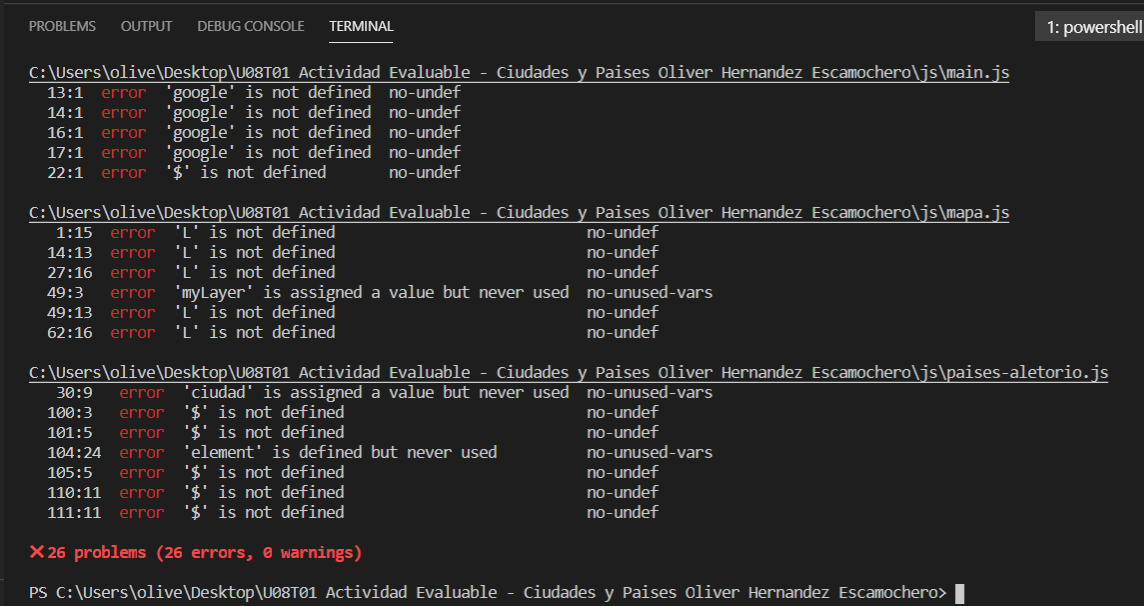 PROBLEMS OUTPUT DEBUG CONSOLE TERMINAL 1: powershell
C:\Users\olive\Desktop\U08T01 Actividad Evaluable - Ciudades y Paises Oliver Hernandez Escamochero\js\main.js
13:1 error 'google' is not defined no-undef
14:1 error 'google' is not defined no-undef
16:1 error 'google' is not defined no-undef
17:1 error 'google' is not defined no-undef
22:1 error '$' is not defined no-undef
C:\Users\olive\Desktop\U08T01 Actividad Evaluable - Ciudades y Paises Oliver Hernandez Escamochero\js\mapa.js
1:15 error 'L' is not defined no-undef
14:13 error 'L' is not defined no-undef
27:16 error 'L' is not defined no-undef
49:3 error 'myLayer' is assigned a value but never used no-unused-vars
49:13 error 'L' is not defined no-undef
62:16 error 'L' is not defined no-undef
C:\Users\olive\Desktop\U08T01 Actividad Evaluable - Ciudades y Paises Oliver Hernandez Escamochero\js\paises-aletorio.js
30:9 error 'ciudad' is assigned a value but never used no-unused-vars
100:3 error '$' is not defined no-undef
101:5 error '$' is not defined no-undef
104:24 error 'element' is defined but never used no-unused-vars
105:5 error '$' is not defined no-undef
110:11 error '$' is not defined no-undef
111:11 error '$' is not defined no-undef
✕ 26 problems (26 errors, 0 warnings)
PS C:\Users\olive\Desktop\U08T01 Actividad Evaluable - Ciudades y Paises Oliver Hernandez Escamochero>